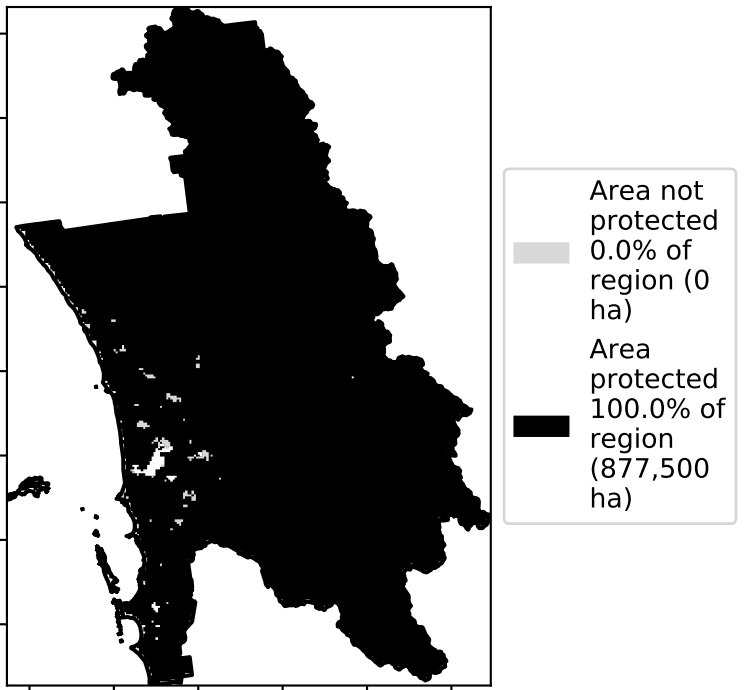 Area not
protected
0.0% of
region (0
ha)
Area
protected
100.0% of
region
(877,500
ha)